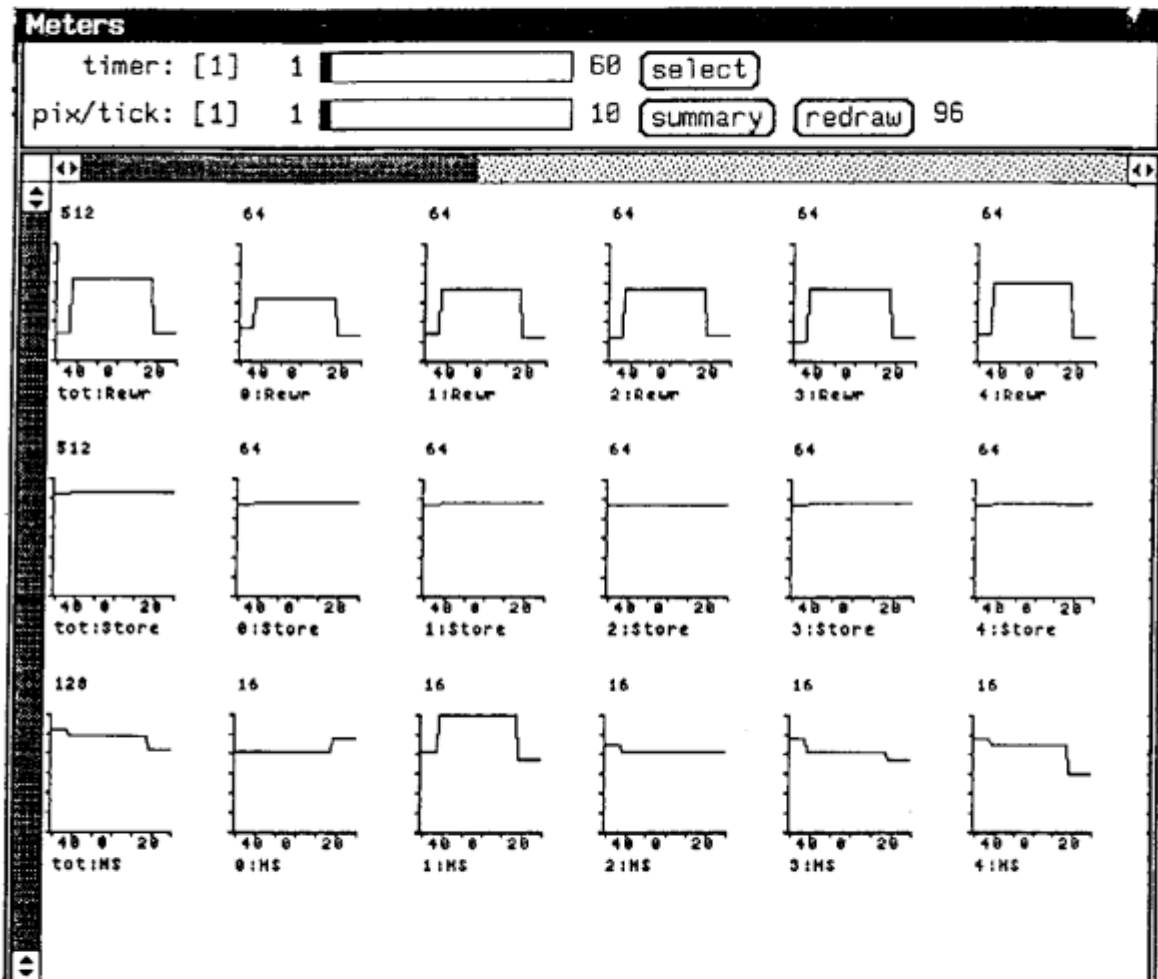 Meters
timer: [1] 1 60 select
pix/tick: [1] 1 10 summary redraw 96
512 64 64 64 64 64
40 0 20 40 0 20 40 0 20 40 0 20 40 0 20 40 0 20
tot:Rewr 0:Rewr 1:Rewr 2:Rewr 3:Rewr 4:Rewr
512 64 64 64 64 64
40 0 20 40 0 20 40 0 20 40 0 20 40 0 20 40 0 20
tot:Store 0:Store 1:Store 2:Store 3:Store 4:Store
128 16 16 16 16 16
40 0 20 40 0 20 40 0 20 40 0 20 40 0 20 40 0 20
tot:MS 0:MS 1:MS 2:MS 3:MS 4:MS